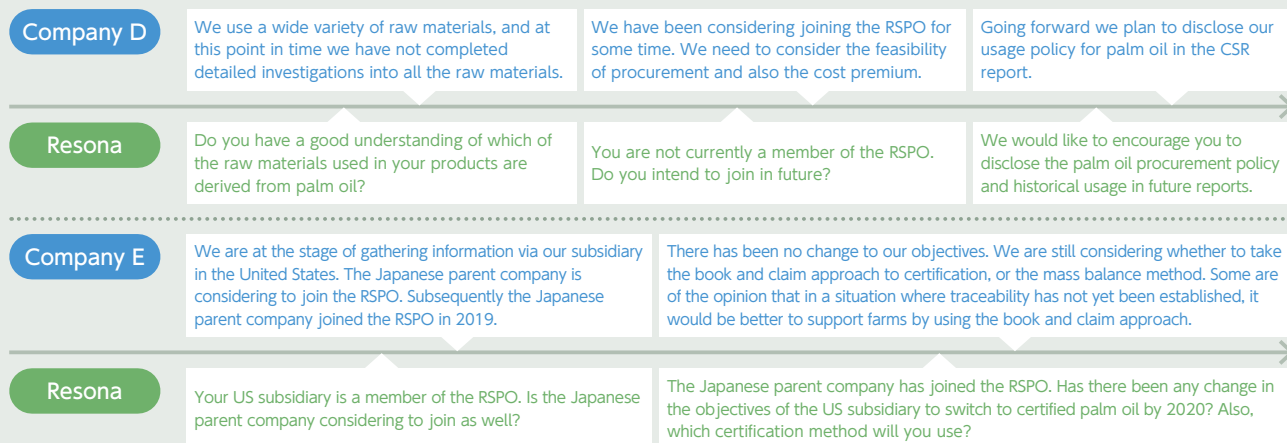 Company D
We use a wide variety of raw materials, and at
this point in time we have not completed
detailed investigations into all the raw materials.
We have been considering joining the RSPO for
some time. We need to consider the feasibility
of procurement and also the cost premium.
Going forward we plan to disclose our
usage policy for palm oil in the CSR
report.
Resona
Do you have a good understanding of which of
the raw materials used in your products are
derived from palm oil?
You are not currently a member of the RSPO.
Do you intend to join in future?
We would like to encourage you to
disclose the palm oil procurement policy
and historical usage in future reports.
Company E
We are at the stage of gathering information via our subsidiary
in the United States. The Japanese parent company is
considering to join the RSPO. Subsequently the Japanese
parent company joined the RSPO in 2019.
There has been no change to our objectives. We are still considering whether to take
the book and claim approach to certification, or the mass balance method. Some are
of the opinion that in a situation where traceability has not yet been established, it
would be better to support farms by using the book and claim approach.
Resona
Your US subsidiary is a member of the RSPO. Is the Japanese
parent company considering to join as well?
The Japanese parent company has joined the RSPO. Has there been any change in
the objectives of the US subsidiary to switch to certified palm oil by 2020? Also,
which certification method will you use?